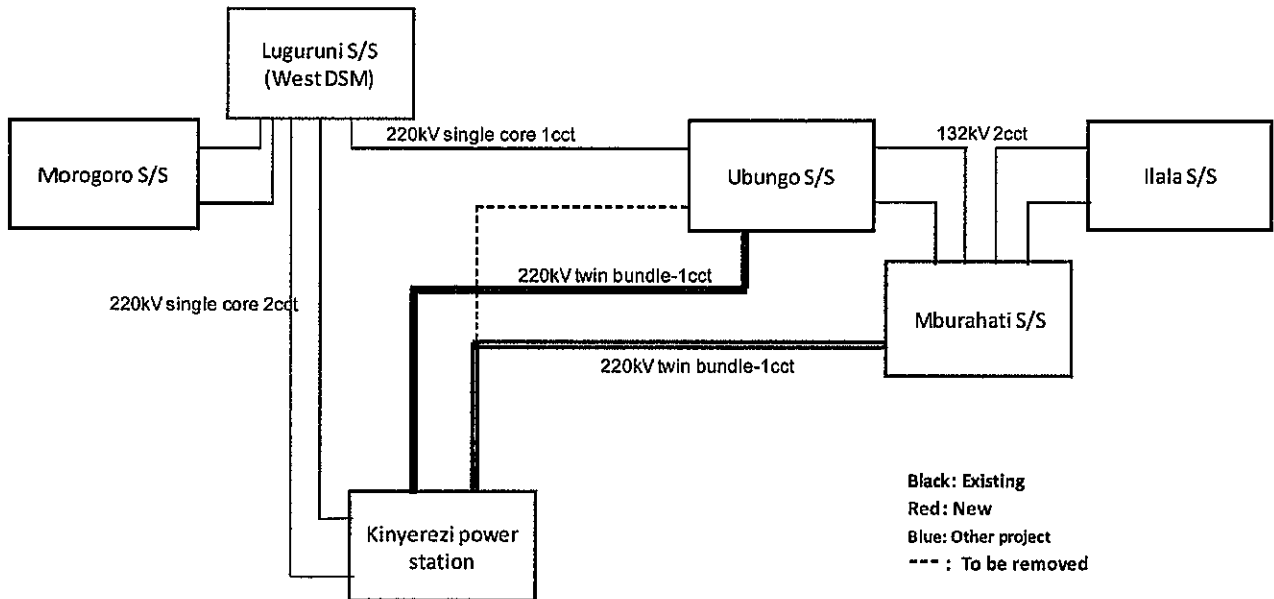 Luguruni S/S
(West DSM)
Morogoro S/S
220kV single core 1cct
Ubungo S/S
132kV 2cct
Ilala S/S
220kV twin bundle-1cct
220kV single core 2cct
Mburahati S/S
220kV twin bundle-1cct
Kinyerezi power
station
Black: Existing
Red: New
Blue: Other project
---: To be removed